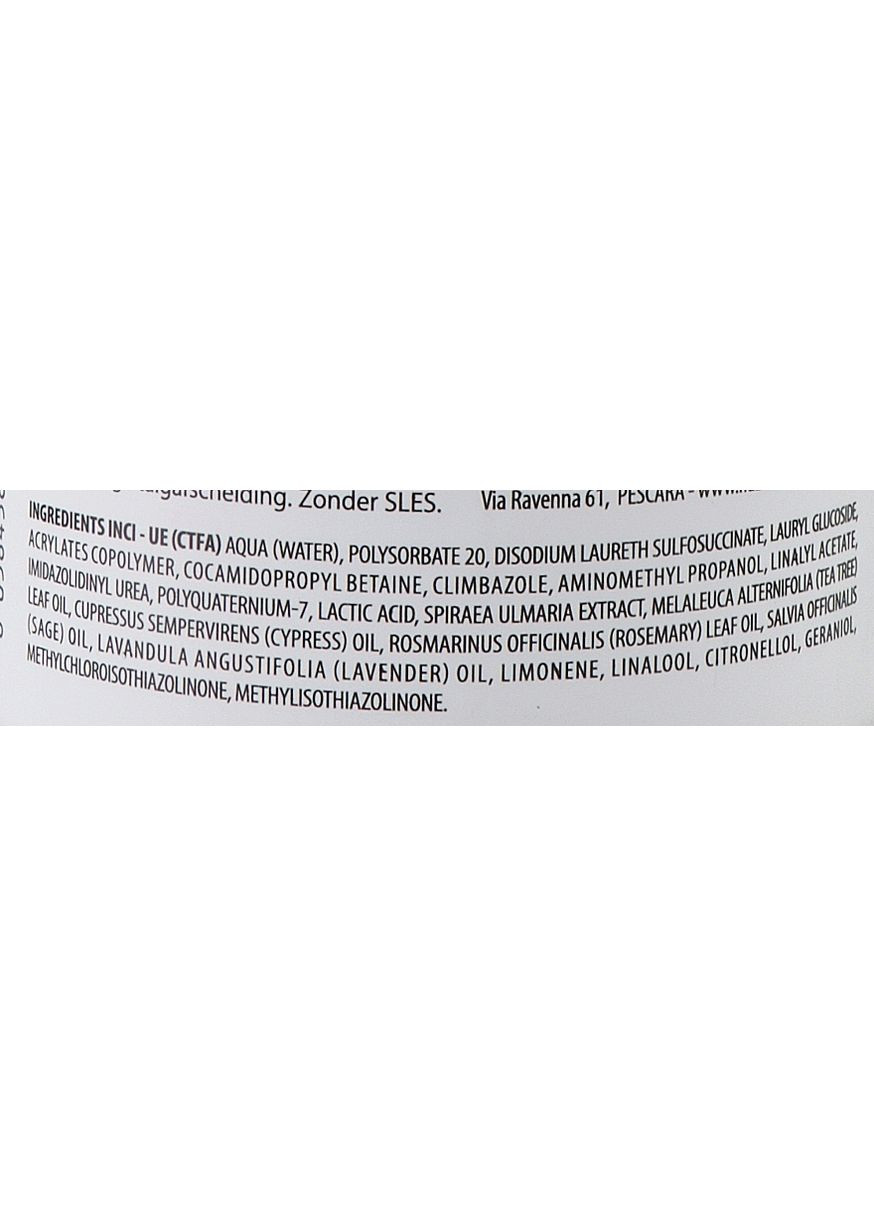 Zonder SLES.
Via Ravenna 61, PESCARA -
INGREDIENTS INCI - UE (CTFA) AQUA (WATER), POLYSORBATE 20, DISODIUM LAURETH SULFOSUCCINATE, LAURYL GLUCOSIDE,
ACRYLATES COPOLYMER, COCAMIDOPROPYL BETAINE, CLIMBAZOLE, AMINOMETHYL PROPANOL, LINALYL ACETATE,
IMIDAZOLIDINYL UREA, POLYQUATERNIUM-7, LACTIC ACID, SPIRAEA ULMARIA EXTRACT, MELALEUCA ALTERNIFOLIA (TEA TREE)
LEAF OIL, CUPRESSUS SEMPERVIRENS (CYPRESS) OIL, ROSMARINUS OFFICINALIS (ROSEMARY) LEAF OIL, SALVIA OFFICINALIS
(SAGE) OIL, LAVANDULA ANGUSTIFOLIA (LAVENDER) OIL, LIMONENE, LINALOOL, CITRONELLOL, GERANIOL,
METHYLCHLOROISOTHIAZOLINONE, METHYLISOTHIAZOLINONE.